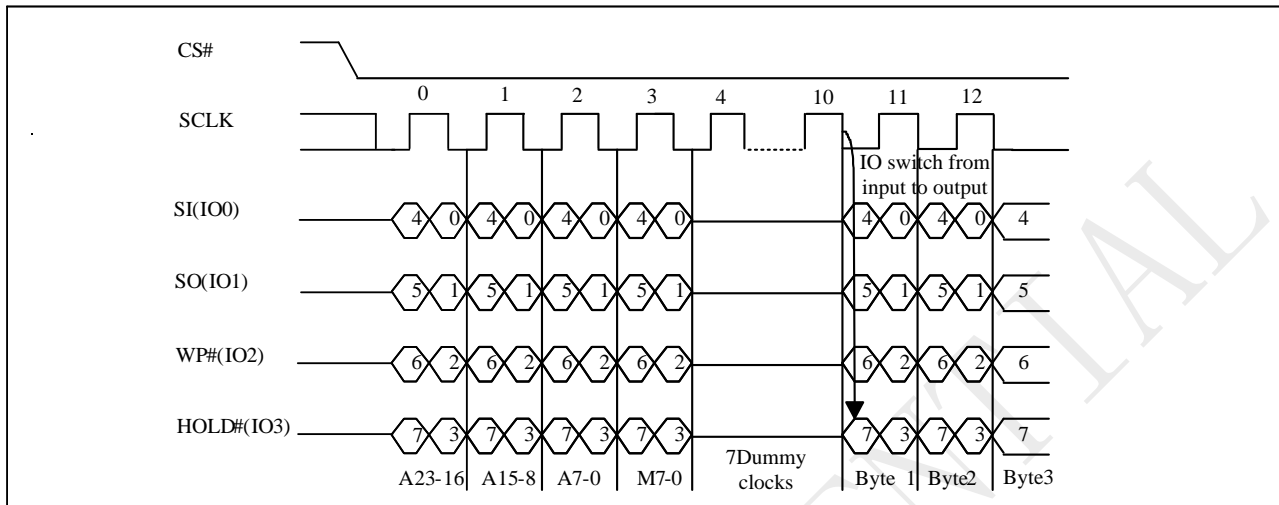 CS#
0 1 2 3 4 10 11 12
SCLK
IO switch from
input to output
SI(IO0) 4 0 4 0 4 0 4 0 4 0 4 0 4
SO(IO1) 5 1 5 1 5 1 5 1 5 1 5 1 5
WP#(IO2) 6 2 6 2 6 2 6 2 6 2 6 2 6
HOLD#(IO3) 7 3 7 3 7 3 7 3 7 3 7 3 7
A23-16 A15-8 A7-0 M7-0 7Dummy Byte 1 Byte2 Byte3
clocks
NTIAL